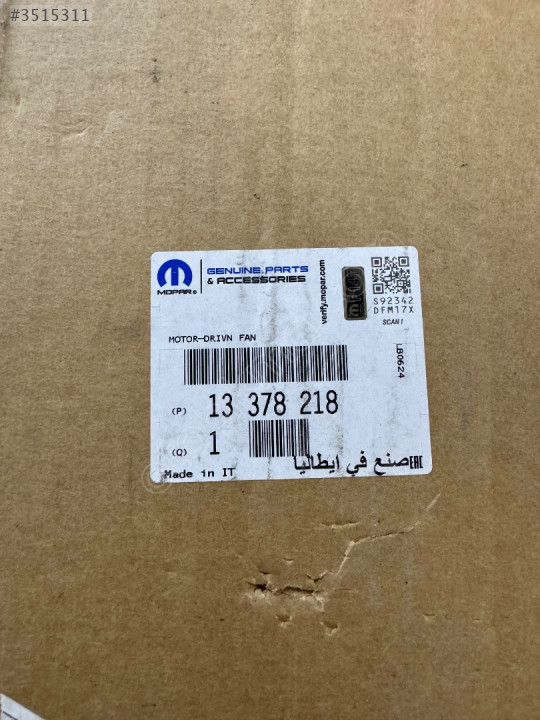 #3515311
MOPAR®
GENUINE PARTS
& ACCESSORIES
verify.mopar.com
S92342
DFM17X
SCAN!
MOTOR—DRIVN FAN
LB0624
(P) 13 378 218
(Q) 1
Made in IT
صنع في ايطاليا
EAC